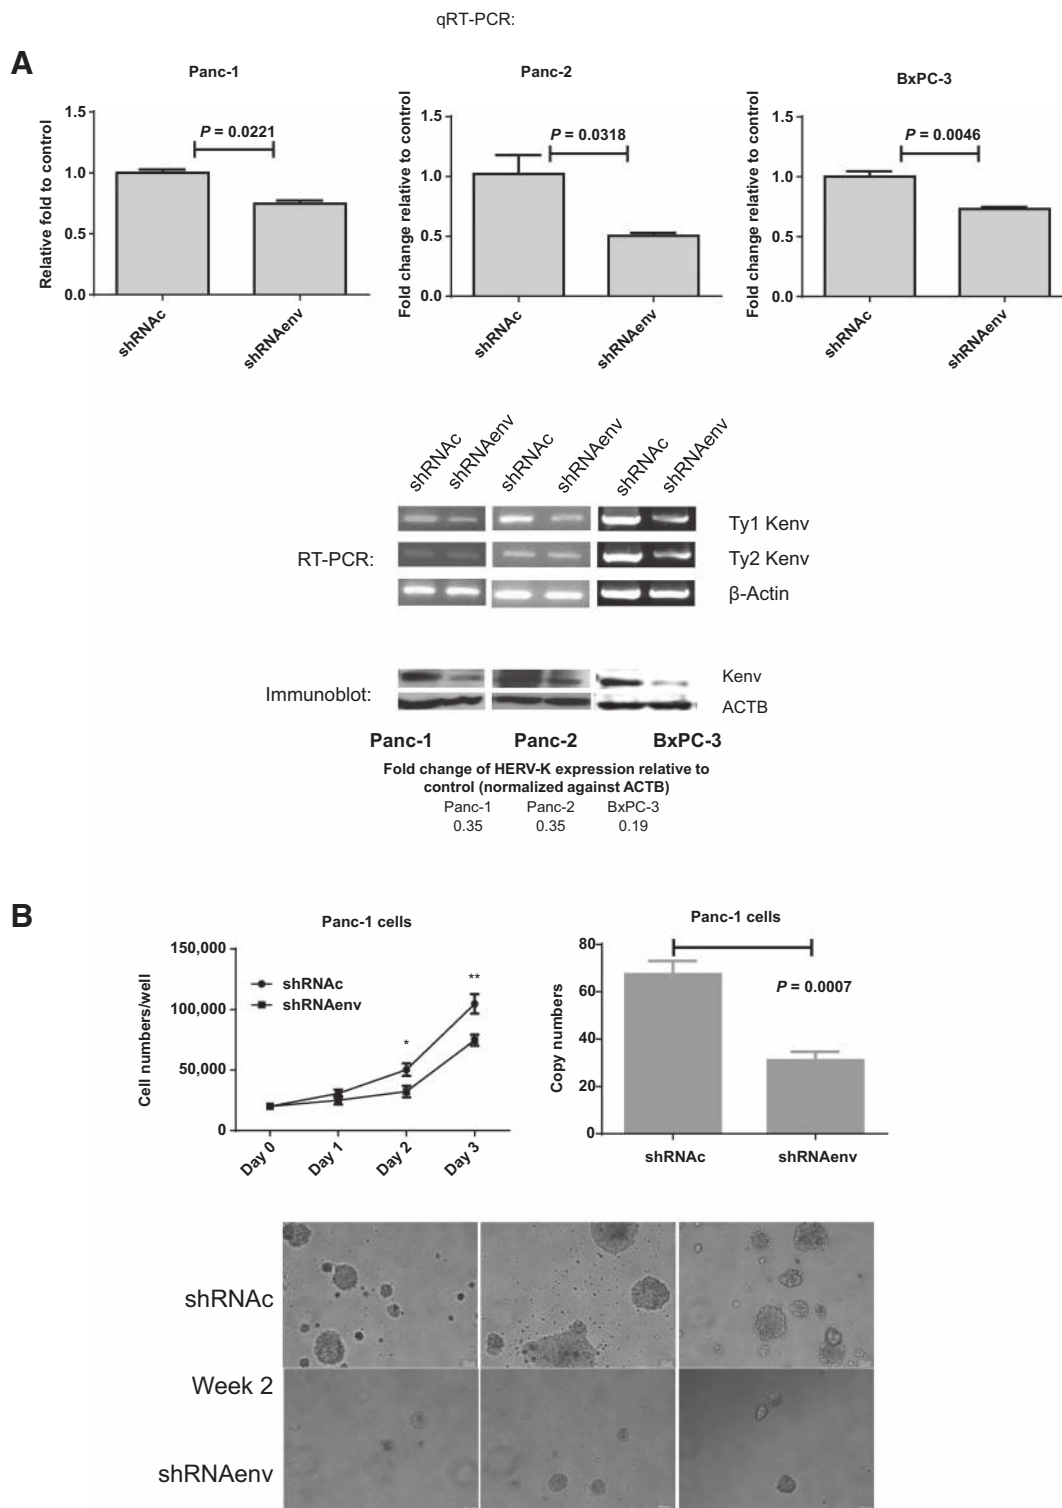 qRT-PCR:
A
Panc-1
Relative fold to control
1.5
1.0
0.5
0.0
P = 0.0221
shRNAc
shRNAenv
Panc-2
Fold change relative to control
1.5
1.0
0.5
0.0
P = 0.0318
shRNAc
shRNAenv
BxPC-3
Fold change relative to control
1.5
1.0
0.5
0.0
P = 0.0046
shRNAc
shRNAenv
shRNAc shRNAenv shRNAc shRNAenv shRNAc shRNAenv
RT-PCR:
Ty1 Kenv
Ty2 Kenv
β-Actin
Immunoblot:
Kenv
ACTB
Panc-1 Panc-2 BxPC-3
Fold change of HERV-K expression relative to
control (normalized against ACTB)
Panc-1 Panc-2 BxPC-3
0.35 0.35 0.19
B
Panc-1 cells
Cell numbers/well
150,000
100,000
50,000
0
shRNAc
shRNAenv
*
**
Day 0 Day 1 Day 2 Day 3
Panc-1 cells
Copy numbers
80
60
40
20
0
P = 0.0007
shRNAc shRNAenv
shRNAc
Week 2
shRNAenv